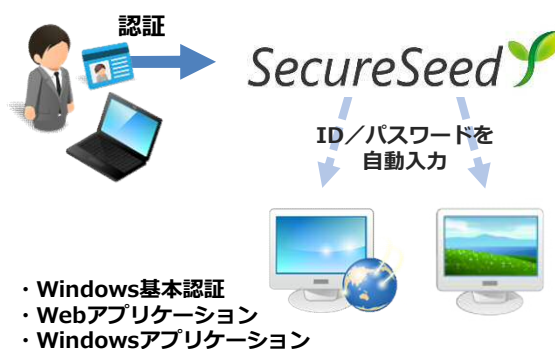 認証
SecureSeed
ID／パスワードを
自動入力
・Windows基本認証
・Webアプリケーション
・Windowsアプリケーション